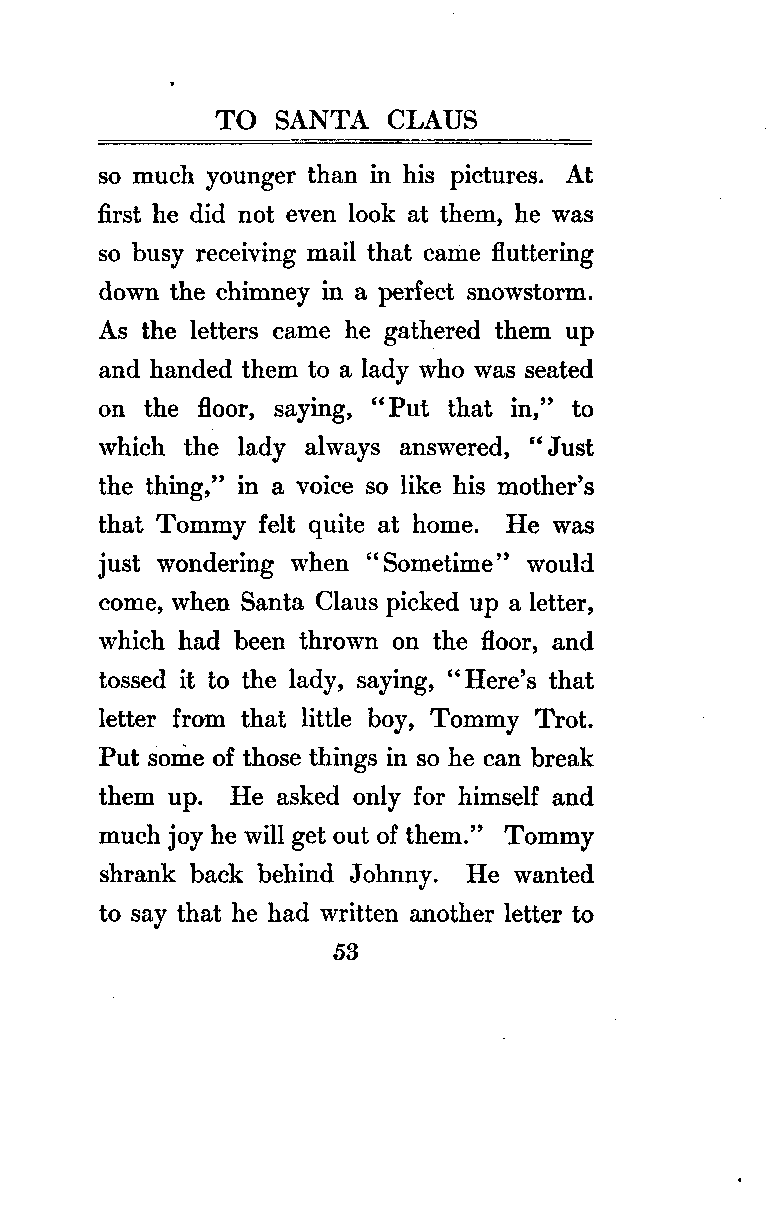 TO SANTA CLAUS
so much younger than in his pictures. At
first he did not even look at them, he was
so busy receiving mail that came fluttering
down the chimney in a perfect snowstorm.
As the letters came he gathered them up
and handed them to a lady who was seated
on the floor, saying, “Put that in,” to
which the lady always answered, “Just
the thing,” in a voice so like his mother’s
that Tommy felt quite at home. He was
just wondering when “Sometime” would
come, when Santa Claus picked up a letter,
which had been thrown on the floor, and
tossed it to the lady, saying, “Here’s that
letter from that little boy, Tommy Trot.
Put some of those things in so he can break
them up. He asked only for himself and
much joy he will get out of them.” Tommy
shrank back behind Johnny. He wanted
to say that he had written another letter to
53